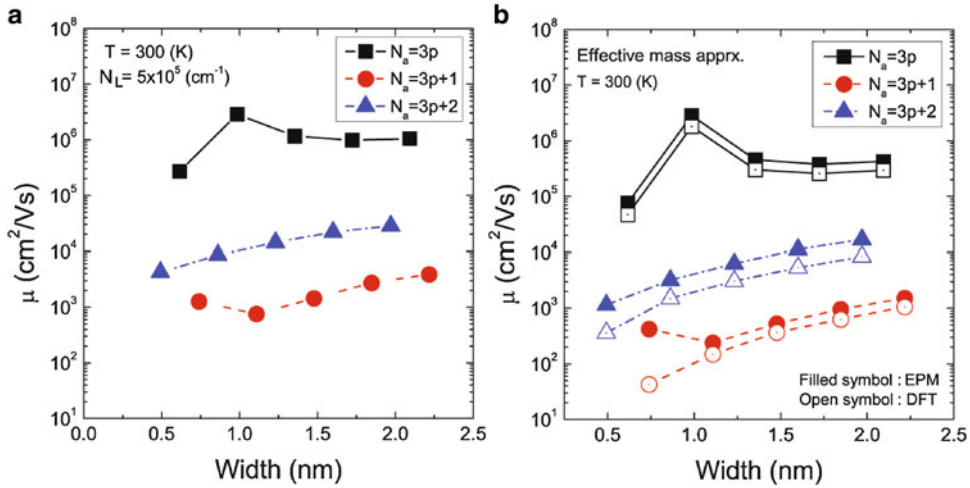 a
T = 300 (K)
N_L= 5x10^5 (cm^-1)
N_a=3p
N_a=3p+1
N_a=3p+2
10^8
10^7
10^6
10^5
10^4
10^3
10^2
10^1
μ (cm^2/Vs)
0.0 0.5 1.0 1.5 2.0 2.5
Width (nm)
b
Effective mass apprx.
T = 300 (K)
N_a=3p
N_a=3p+1
N_a=3p+2
10^8
10^7
10^6
10^5
10^4
10^3
10^2
10^1
μ (cm^2/Vs)
Filled symbol : EPM
Open symbol : DFT
0.5 1.0 1.5 2.0 2.5
Width (nm)